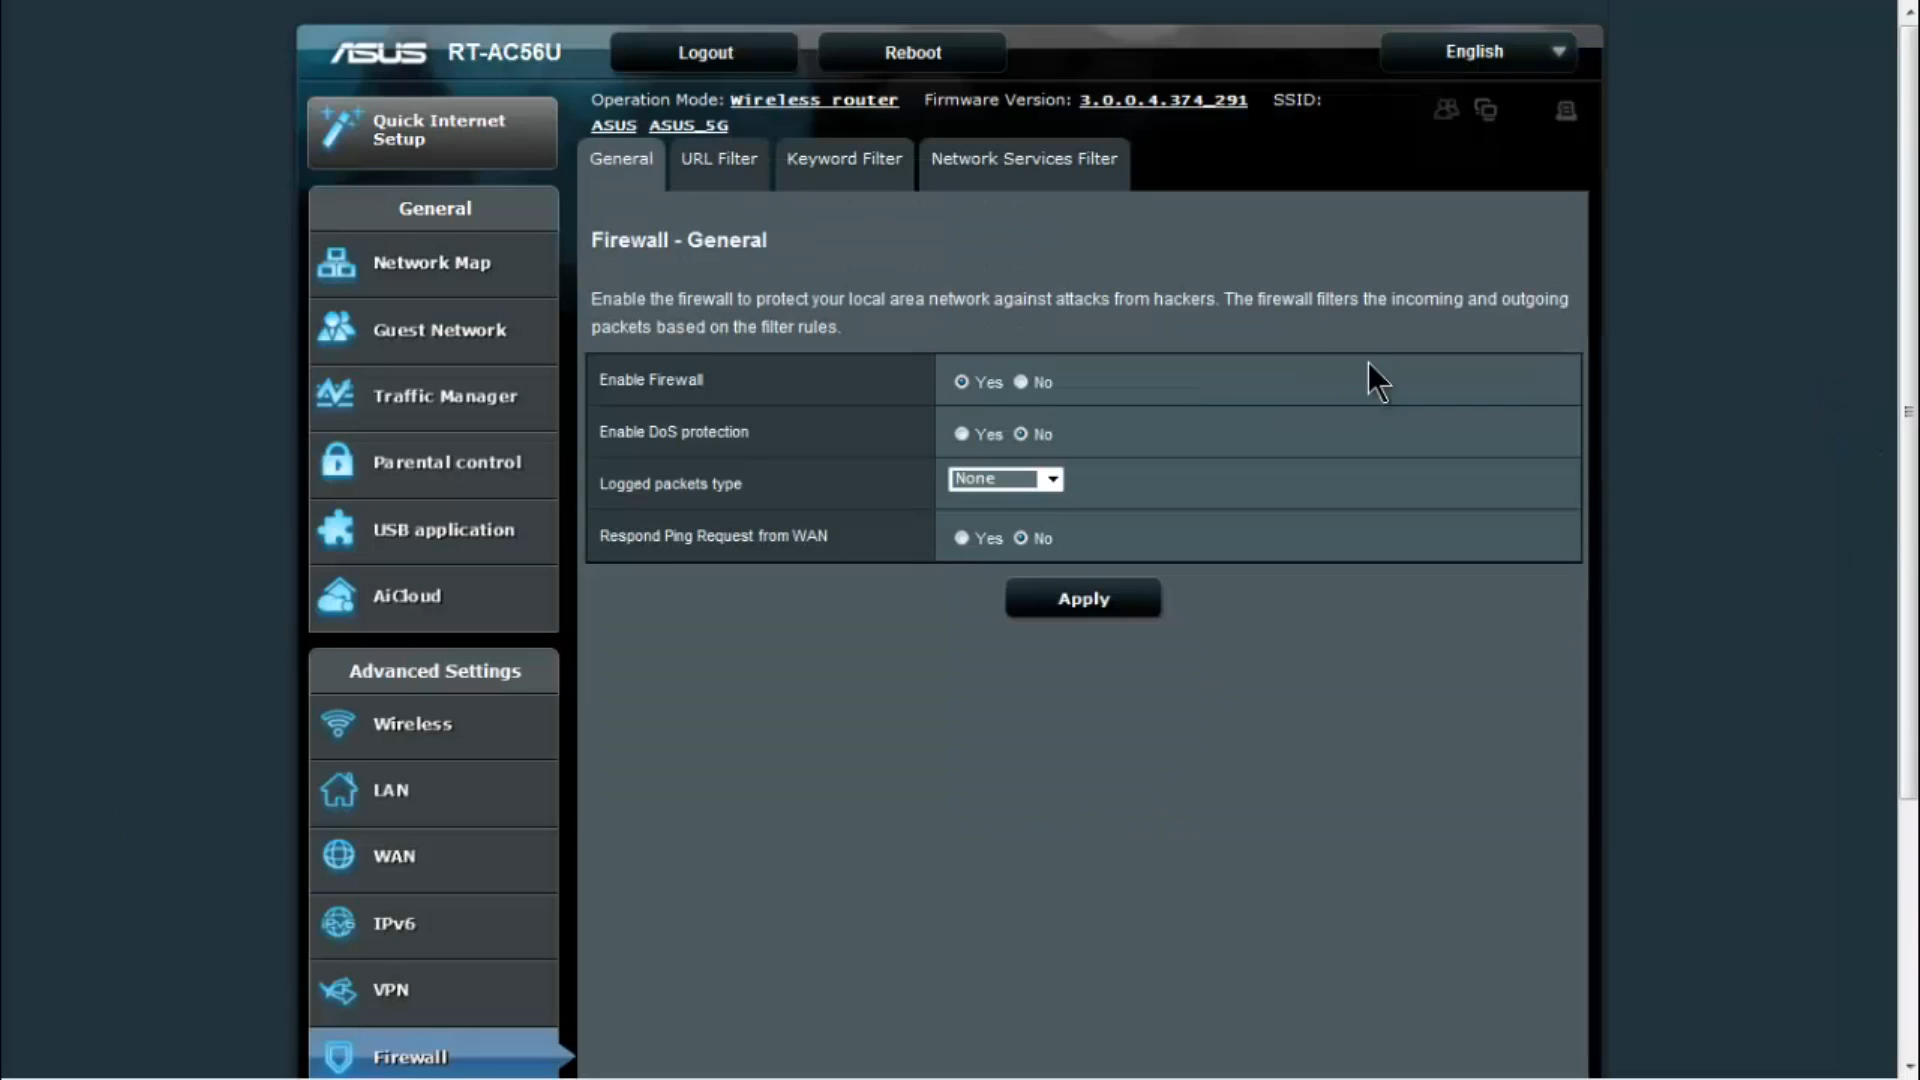 ASUS RT-AC56U Logout Reboot English
Quick Internet
Setup
Operation Mode: Wireless router Firmware Version: 3.0.0.4.374_291 SSID:
ASUS ASUS_5G
General URL Filter Keyword Filter Network Services Filter
General
Network Map
Guest Network
Traffic Manager
Parental control
USB application
AiCloud
Advanced Settings
Wireless
LAN
WAN
IPv6
VPN
Firewall
Firewall - General
Enable the firewall to protect your local area network against attacks from hackers. The firewall filters the incoming and outgoing
packets based on the filter rules.
Enable Firewall Yes No
Enable DoS protection Yes No
Logged packets type None
Respond Ping Request from WAN Yes No
Apply